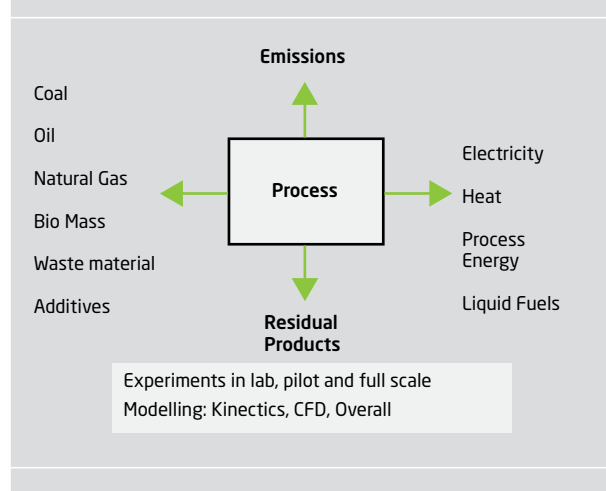 Emissions
Coal
Oil
Natural Gas
Bio Mass
Waste material
Additives
Process
Electricity
Heat
Process
Energy
Liquid Fuels
Residual
Products
Experiments in lab, pilot and full scale
Modelling: Kinectics, CFD, Overall